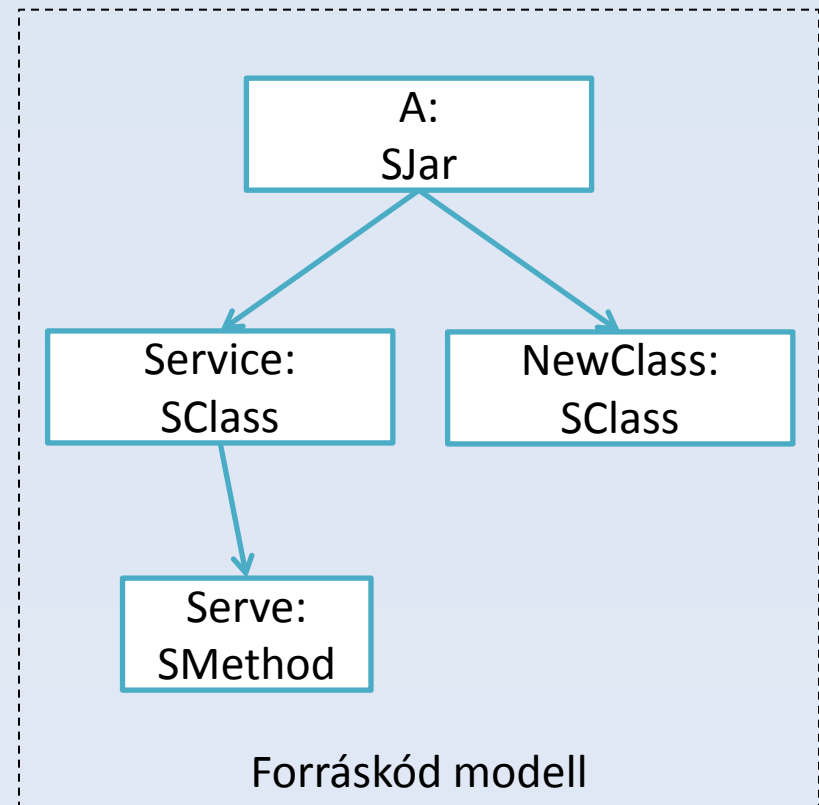 A:
SJar
Service:
SClass
NewClass:
SClass
Serve:
SMethod
Forráskód modell